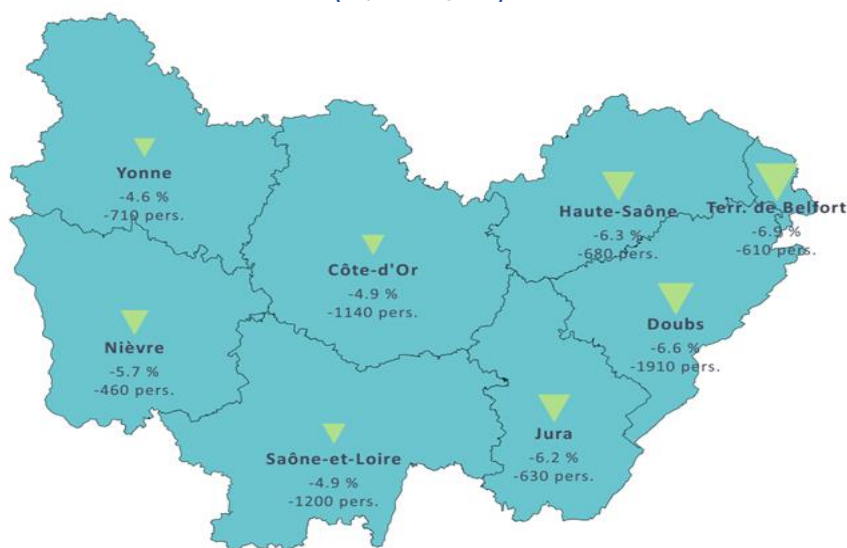 Yonne
-4.6 %
-710 pers.
Haute-Saône
-6.3 %
-680 pers.
Terr. de Belfort
-6.9 %
-610 pers.
Côte-d'Or
-4.9 %
-1140 pers.
Doubs
-6.6 %
-1910 pers.
Nièvre
-5.7 %
-460 pers.
Jura
-6.2 %
-630 pers.
Saône-et-Loire
-4.9 %
-1200 pers.